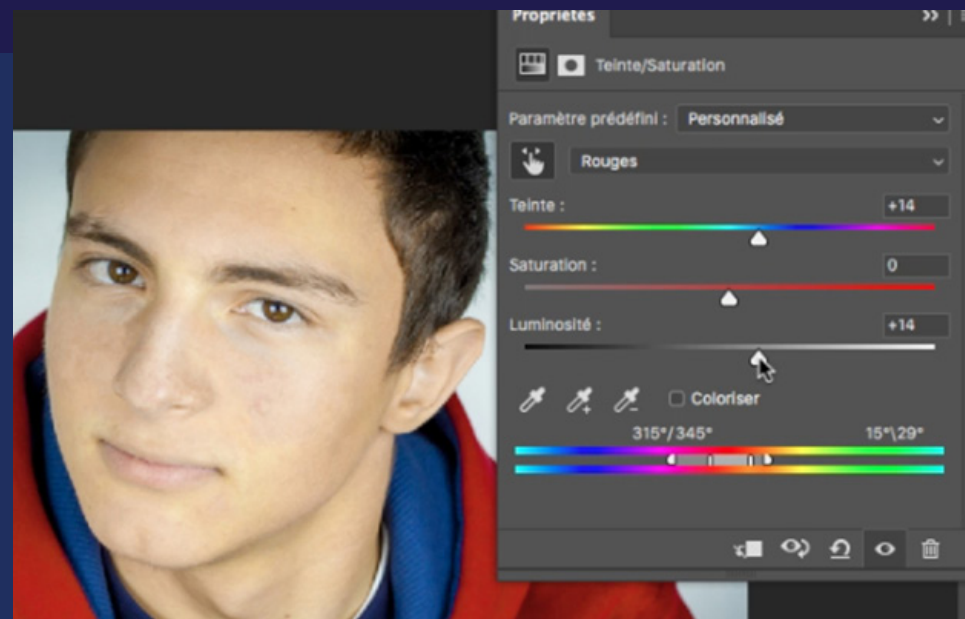 Propriétés
Teinte/Saturation
Paramètre prédéfini : Personnalisé
Rouges
Teinte : +14
Saturation : 0
Luminosité : +14
Coloriser
315°/345° 15°\29°